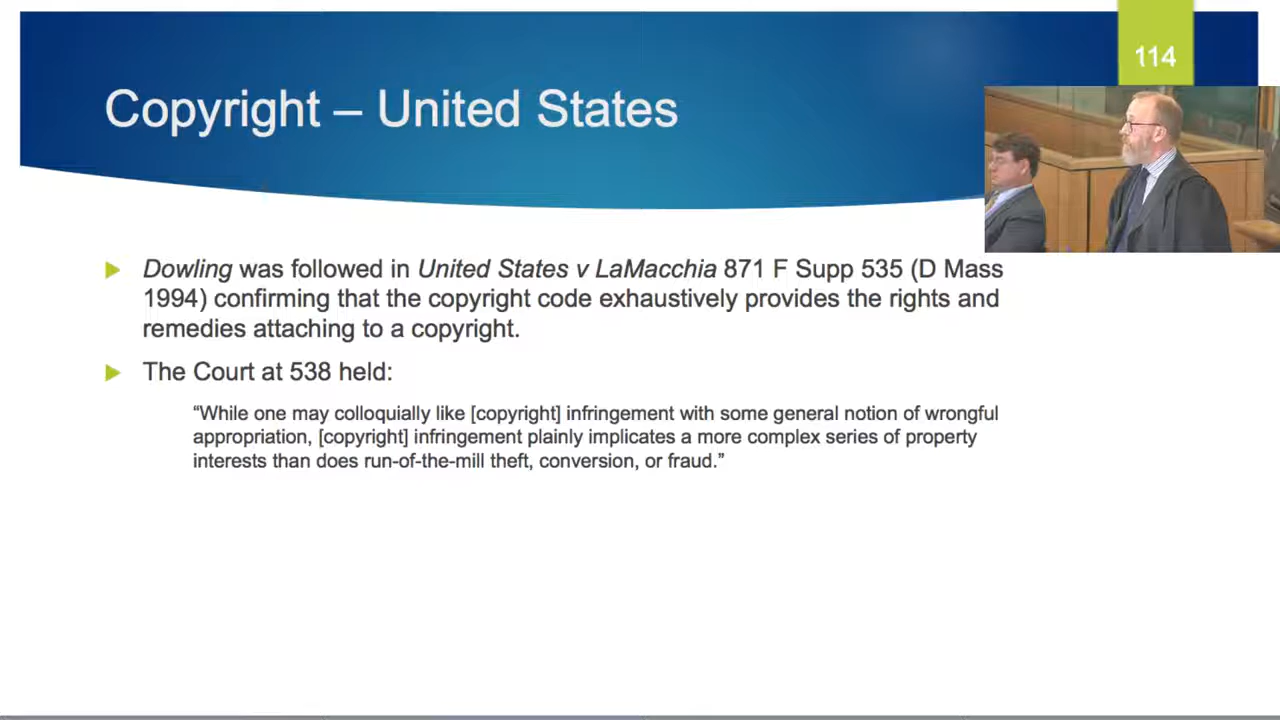 114
Copyright – United States
Dowling was followed in United States v LaMacchia 871 F Supp 535 (D Mass
1994) confirming that the copyright code exhaustively provides the rights and
remedies attaching to a copyright.
The Court at 538 held:
“While one may colloquially like [copyright] infringement with some general notion of wrongful
appropriation, [copyright] infringement plainly implicates a more complex series of property
interests than does run-of-the-mill theft, conversion, or fraud.”